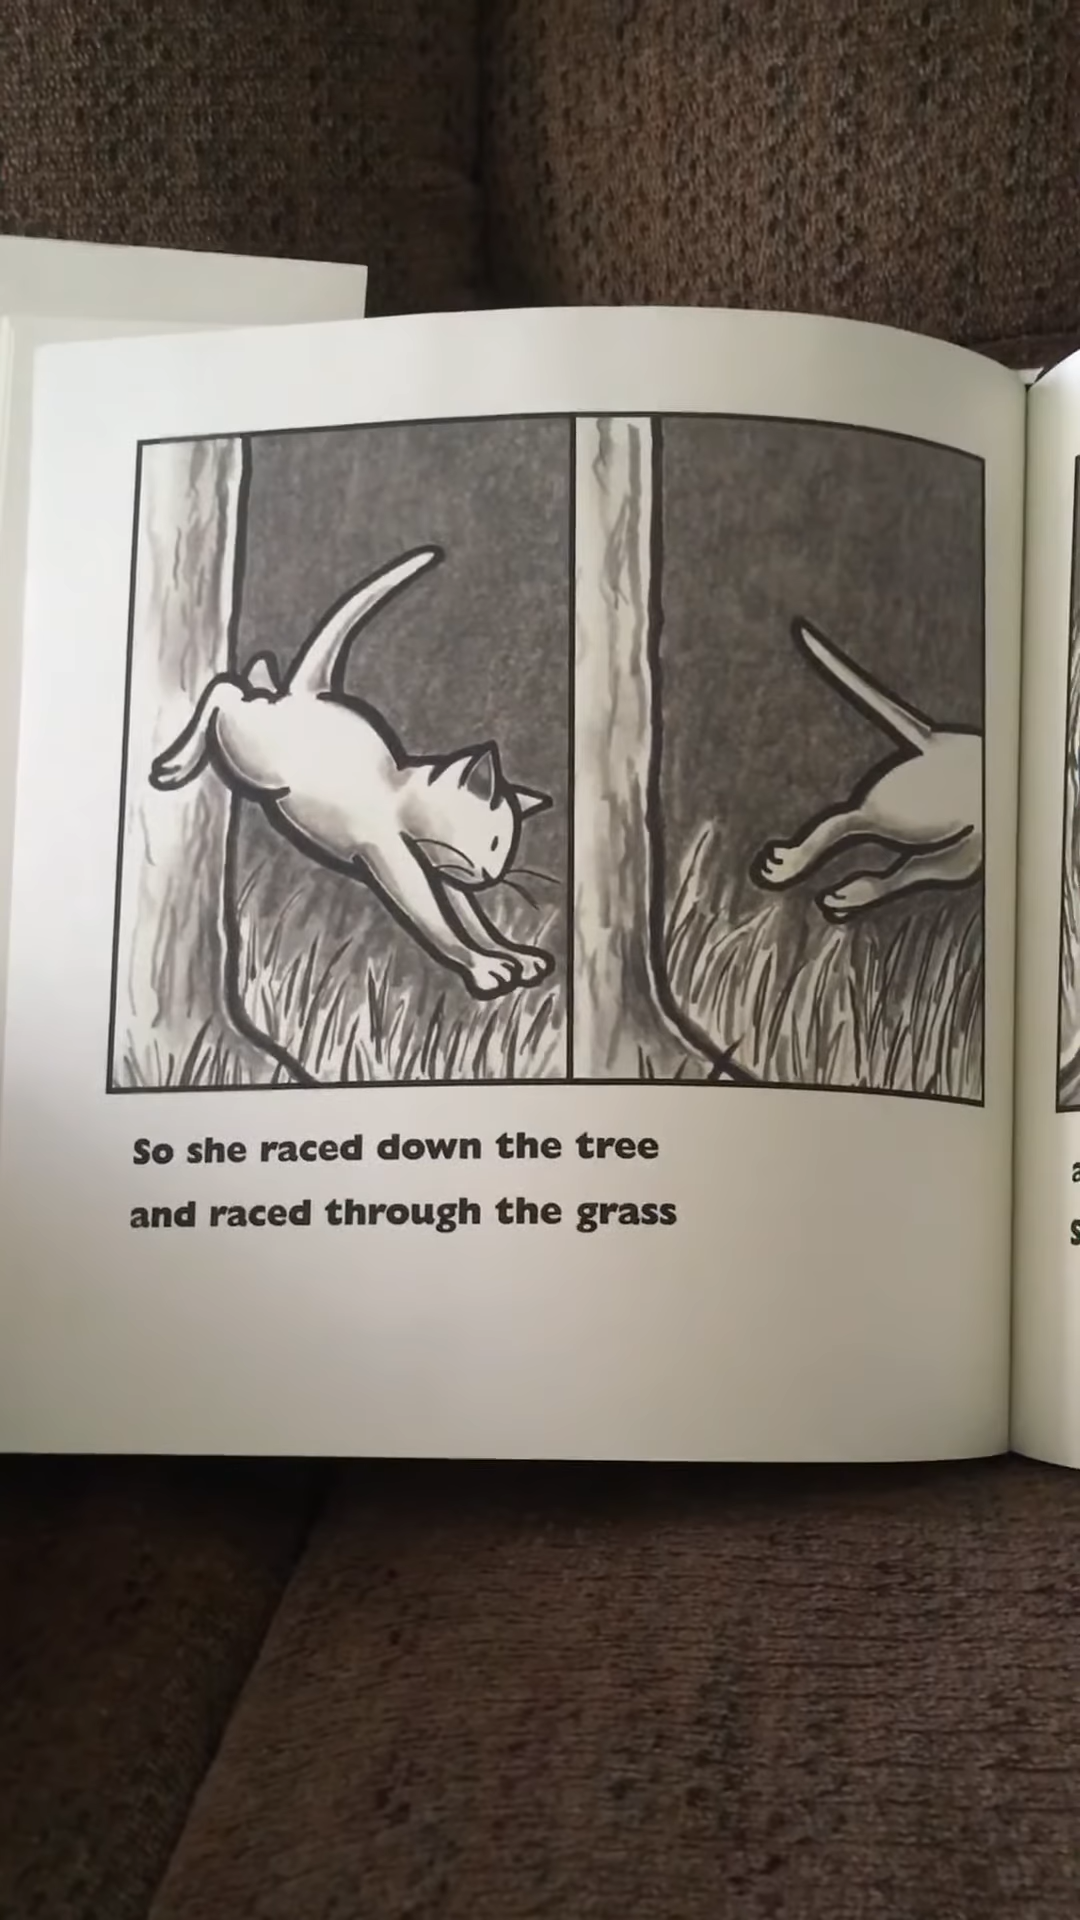 So she raced down the tree
and raced through the grass